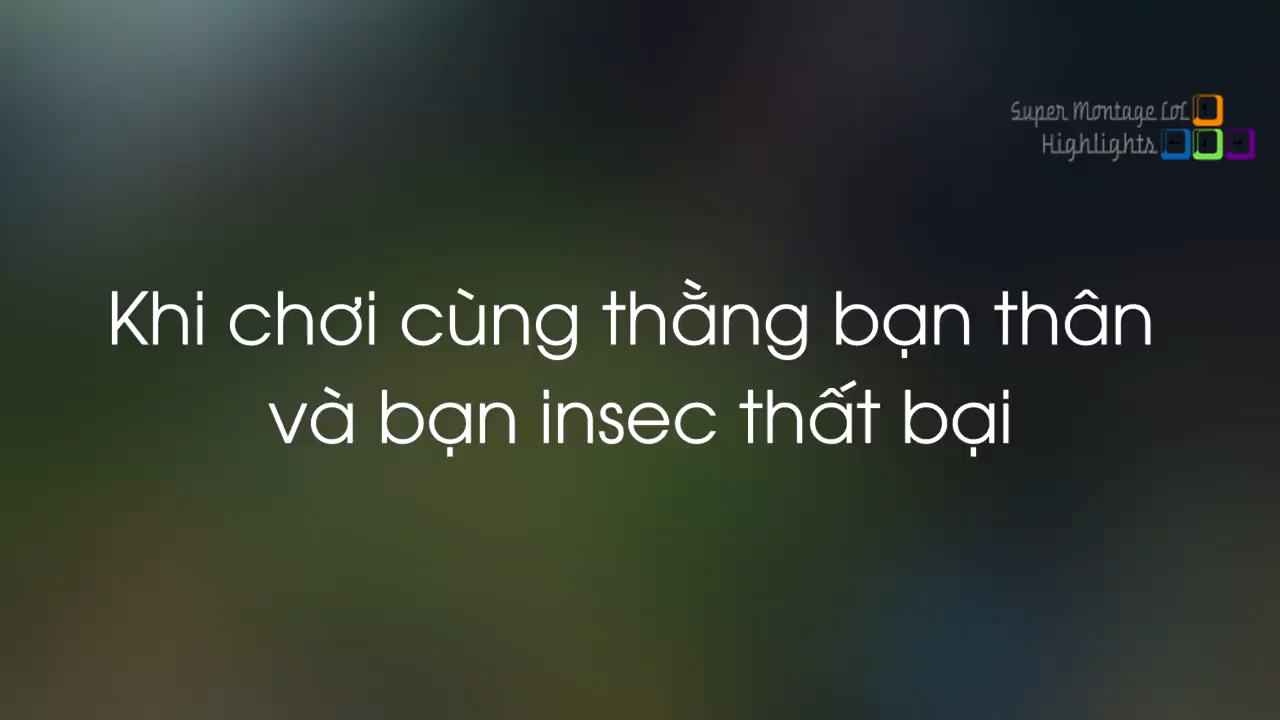 Super Montage LoL
Highlights
Khi chơi cùng thằng bạn thân
và bạn insec thất bại